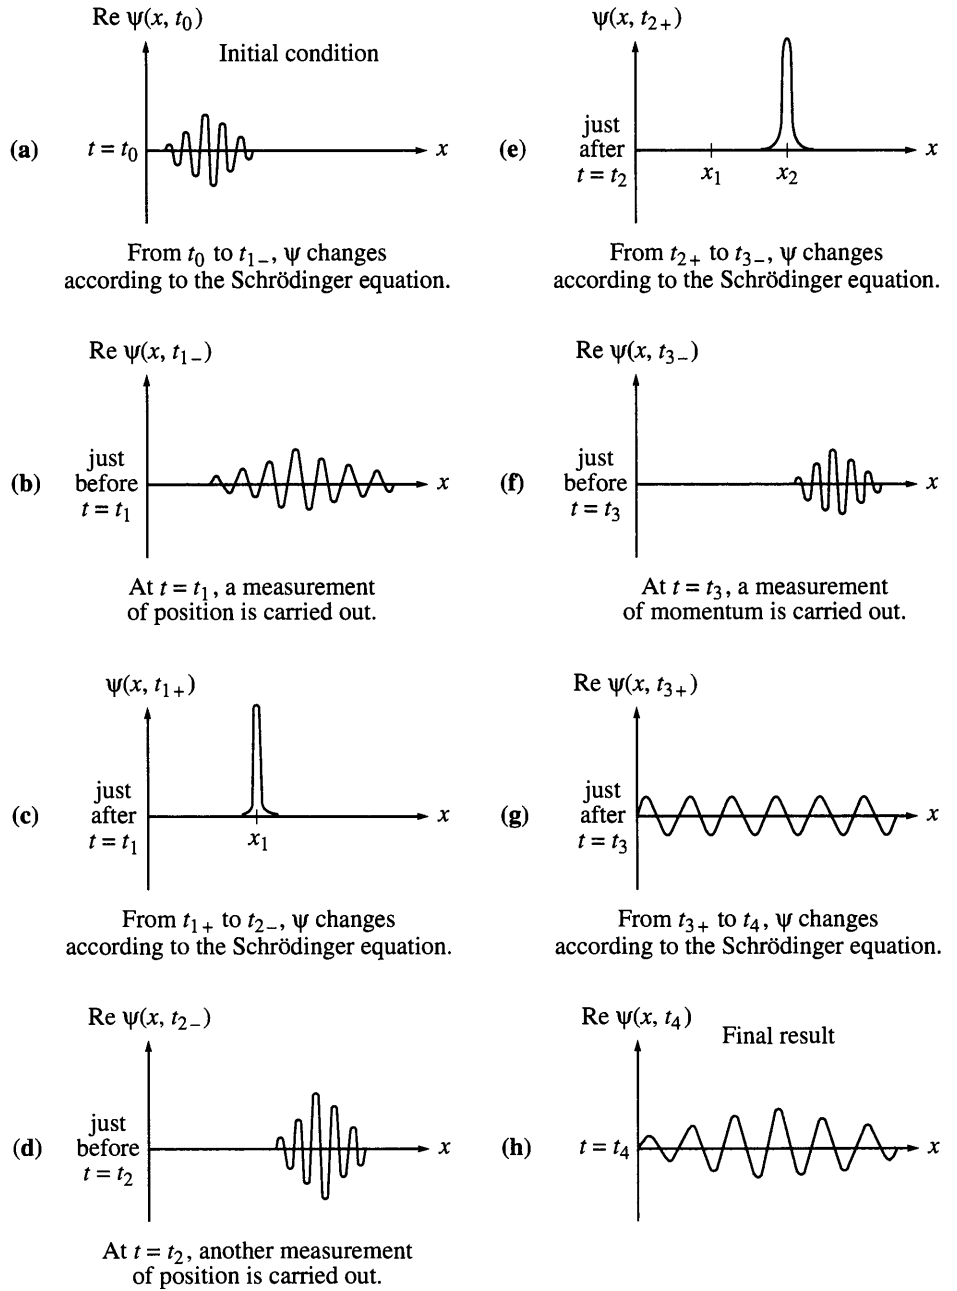 Re ψ(x, t₀)
Initial condition
(a)
t = t₀
x
From t₀ to t₁₋, ψ changes
according to the Schrödinger equation.
Re ψ(x, t₁₋)
just
(b) before
t = t₁
x
At t = t₁, a measurement
of position is carried out.
ψ(x, t₁₊)
just
(c) after
t = t₁
x₁
x
From t₁₊ to t₂₋, ψ changes
according to the Schrödinger equation.
Re ψ(x, t₂₋)
just
(d) before
t = t₂
x
At t = t₂, another measurement
of position is carried out.
ψ(x, t₂₊)
just
(e) after
t = t₂
x₁ x₂
x
From t₂₊ to t₃₋, ψ changes
according to the Schrödinger equation.
Re ψ(x, t₃₋)
just
(f) before
t = t₃
x
At t = t₃, a measurement
of momentum is carried out.
Re ψ(x, t₃₊)
just
(g) after
t = t₃
x
From t₃₊ to t₄, ψ changes
according to the Schrödinger equation.
Re ψ(x, t₄)
Final result
(h)
t = t₄
x